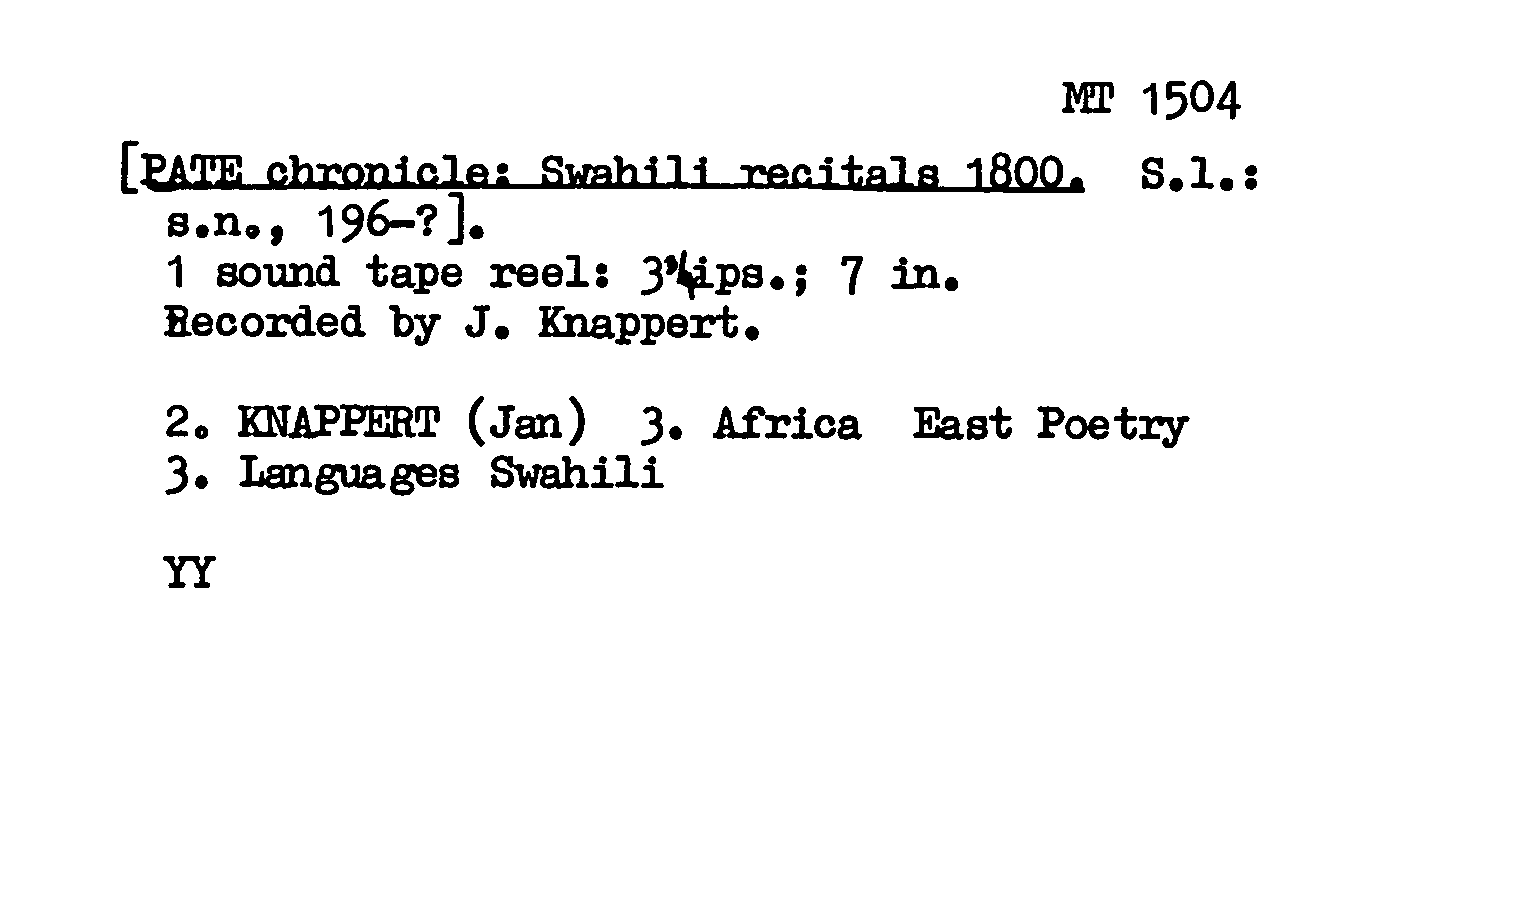 MT 1504
[PATE chronicle: Swahili recitals 1800. S.l.:
s.n., 196-?].
1 sound tape reel: 3¾ips.; 7 in.
Recorded by J. Knappert.
2. KNAPPERT (Jan) 3. Africa East Poetry
3. Languages Swahili
YY